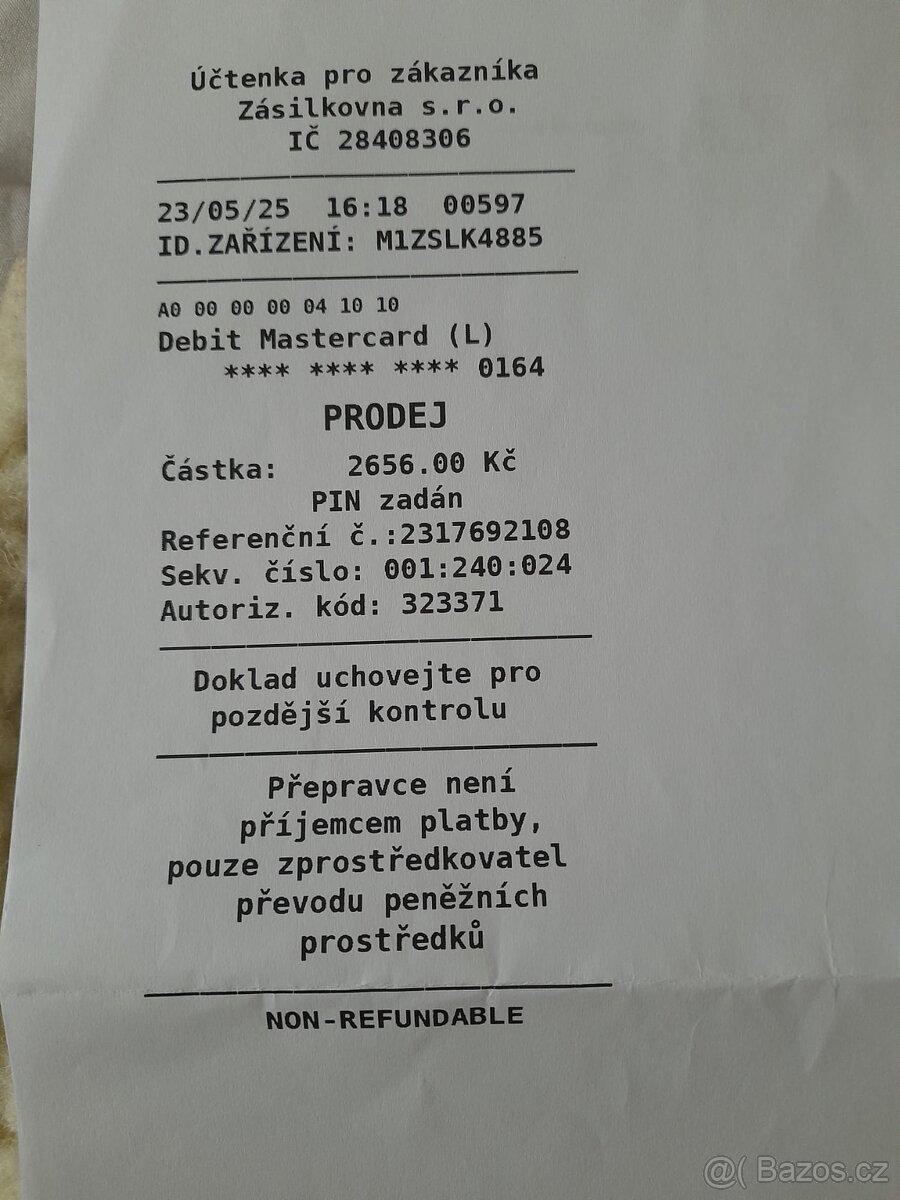 Účtenka pro zákazníka
Zásilkovna s.r.o.
IČ 28408306
23/05/25 16:18 00597
ID.ZAŘÍZENÍ: M1ZSLK4885
A0 00 00 00 04 10 10
Debit Mastercard (L)
**** **** **** 0164
PRODEJ
Částka: 2656.00 Kč
PIN zadán
Referenční č.:2317692108
Sekv. číslo: 001:240:024
Autoriz. kód: 323371
Doklad uchovejte pro
pozdější kontrolu
Přepravce není
příjemcem platby,
pouze zprostředkovatel
převodu peněžních
prostředků
NON-REFUNDABLE
@( Bazos.cz